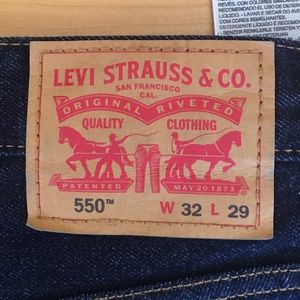 LEVI STRAUSS & CO.
SAN FRANCISCO
CAL
ORIGINAL RIVETED
QUALITY CLOTHING
PATENTED MAY 20 1873
550™ W 32 L 29